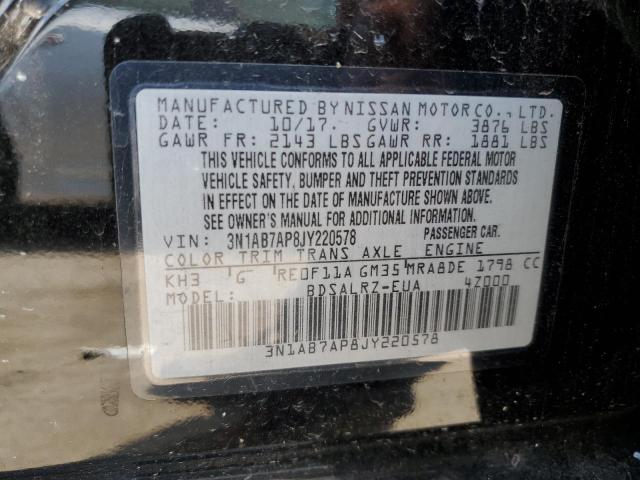 MANUFACTURED BY NISSAN MOTOR CO., LTD.
DATE: 10/17. GVWR: 3876 LBS
GAWR FR: 2143 LBS GAWR RR: 1881 LBS
THIS VEHICLE CONFORMS TO ALL APPLICABLE FEDERAL MOTOR
VEHICLE SAFETY, BUMPER AND THEFT PREVENTION STANDARDS
IN EFFECT ON THE DATE OF MANUFACTURE SHOWN ABOVE.
SEE OWNER'S MANUAL FOR ADDITIONAL INFORMATION.
VIN: 3N1AB7AP8JY220578 PASSENGER CAR.
COLOR TRIM TRANS AXLE ENGINE
KH3 G RE0F11A GM35 MRA8DE 1798 CC
MODEL: BDSALRZ-EUA 4Z000
3N1AB7AP8JY220578